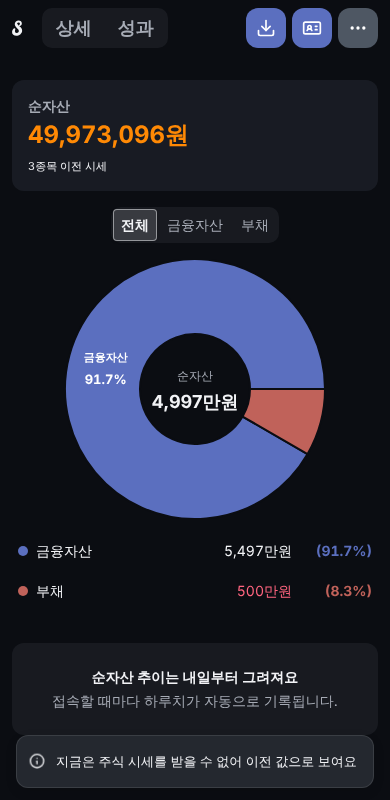 S
상세 성과
순자산
49,973,096원
3종목 이전 시세
전체 금융자산 부채
금융자산
91.7%
순자산
4,997만원
금융자산 5,497만원 (91.7%)
부채 500만원 (8.3%)
순자산 추이는 내일부터 그려져요
접속할 때마다 하루치가 자동으로 기록됩니다.
지금은 주식 시세를 받을 수 없어 이전 값으로 보여요